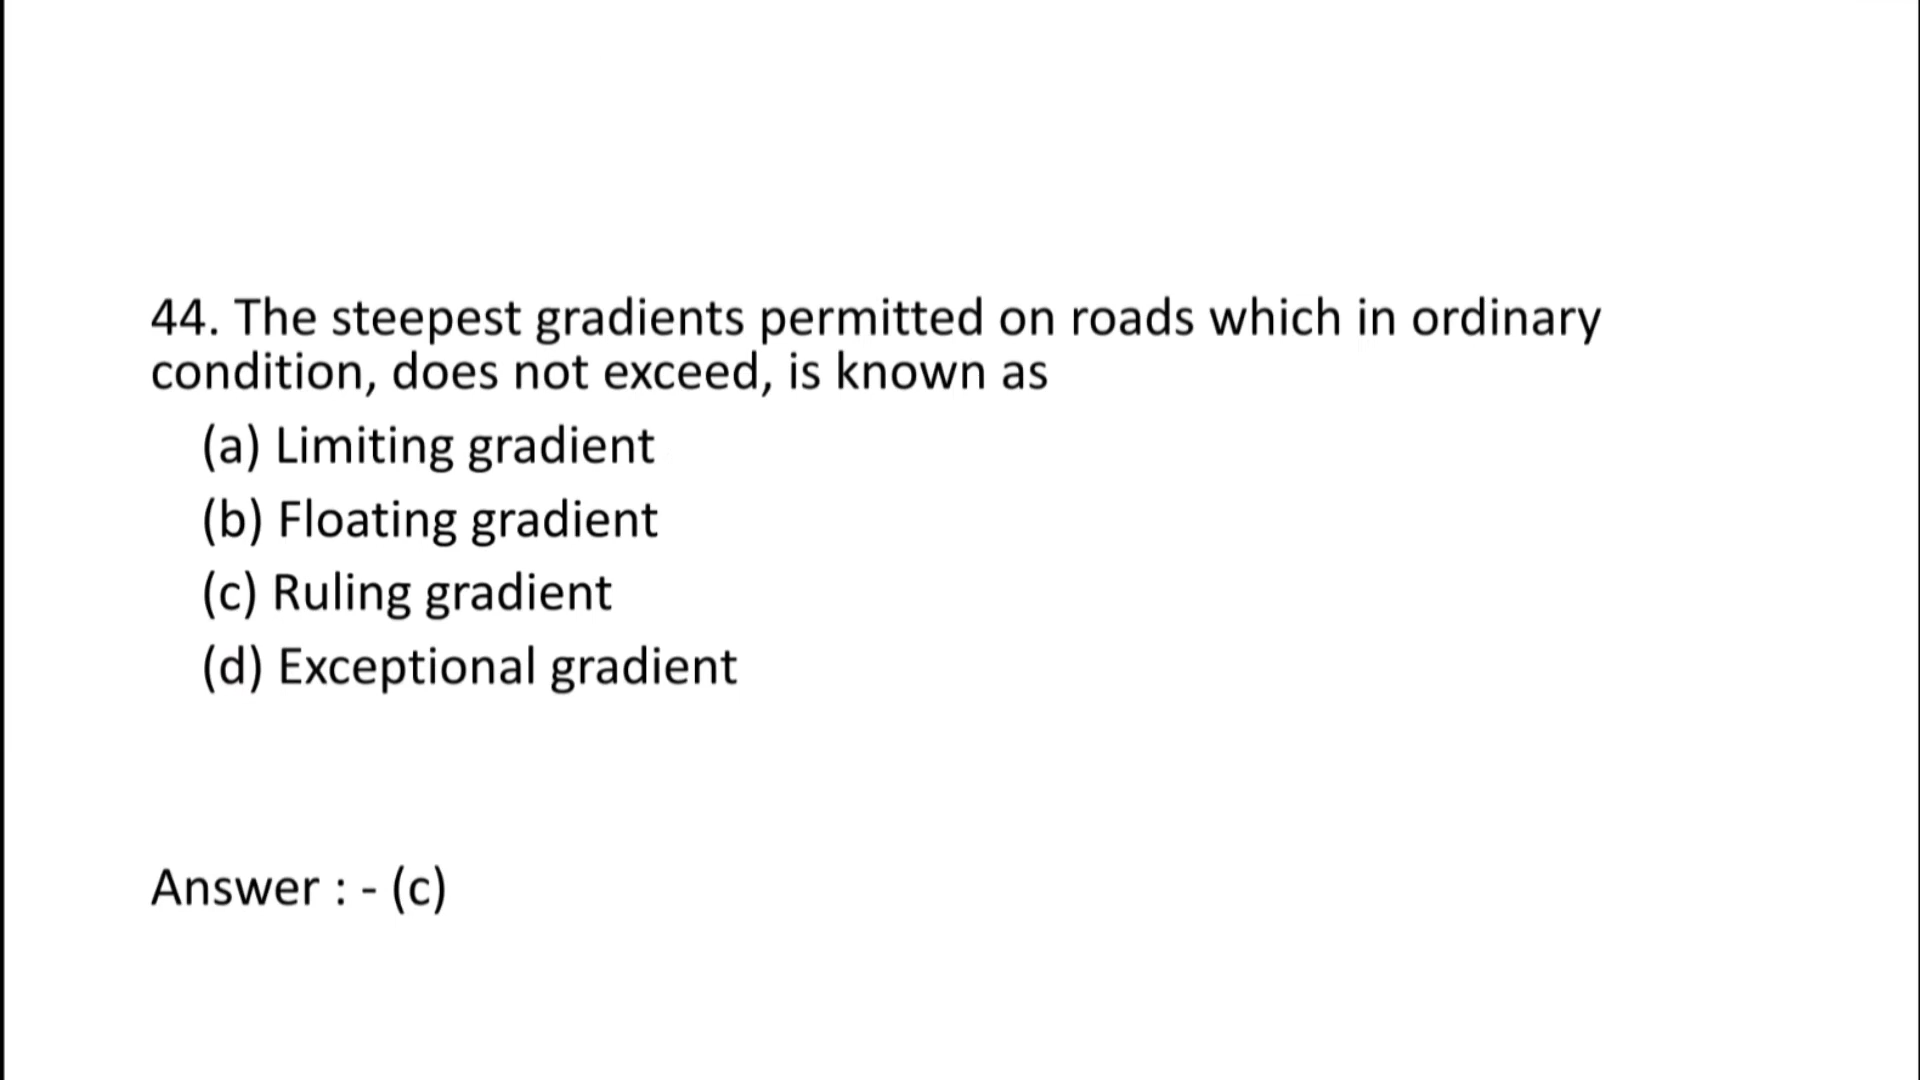 44. The steepest gradients permitted on roads which in ordinary
condition, does not exceed, is known as
(a) Limiting gradient
(b) Floating gradient
(c) Ruling gradient
(d) Exceptional gradient
Answer : - (c)